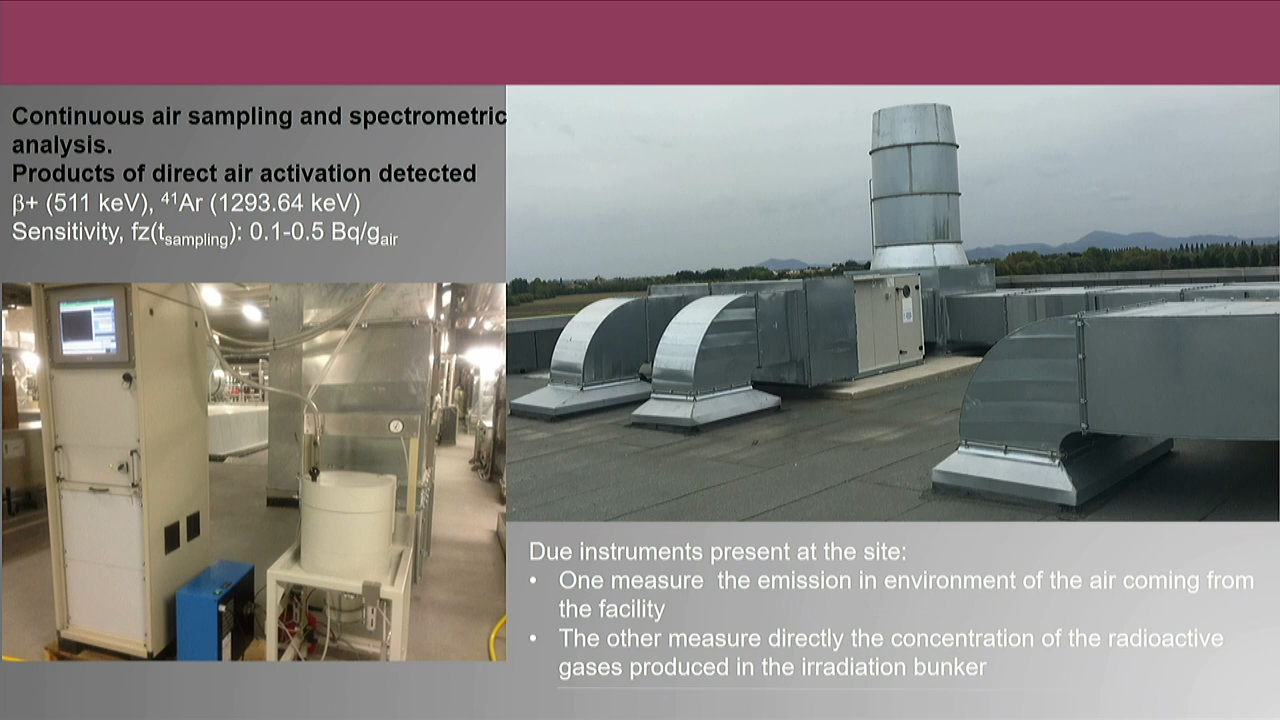 Continuous air sampling and spectrometric
analysis.
Products of direct air activation detected
β+ (511 keV), ⁴¹Ar (1293.64 keV)
Sensitivity, fz(t_sampling): 0.1-0.5 Bq/g_air
Due instruments present at the site:
• One measure the emission in environment of the air coming from
the facility
• The other measure directly the concentration of the radioactive
gases produced in the irradiation bunker